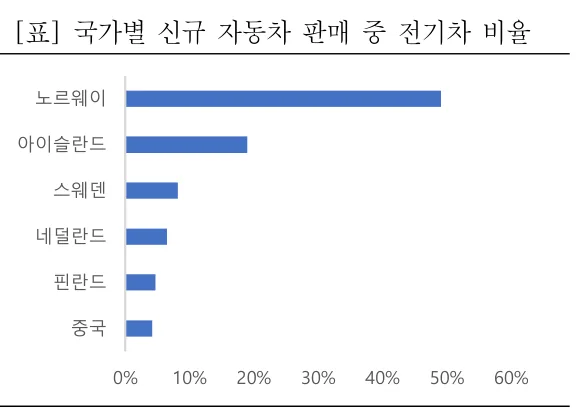 [표] 국가별 신규 자동차 판매 중 전기차 비율
노르웨이
아이슬란드
스웨덴
네덜란드
핀란드
중국
0% 10% 20% 30% 40% 50% 60%